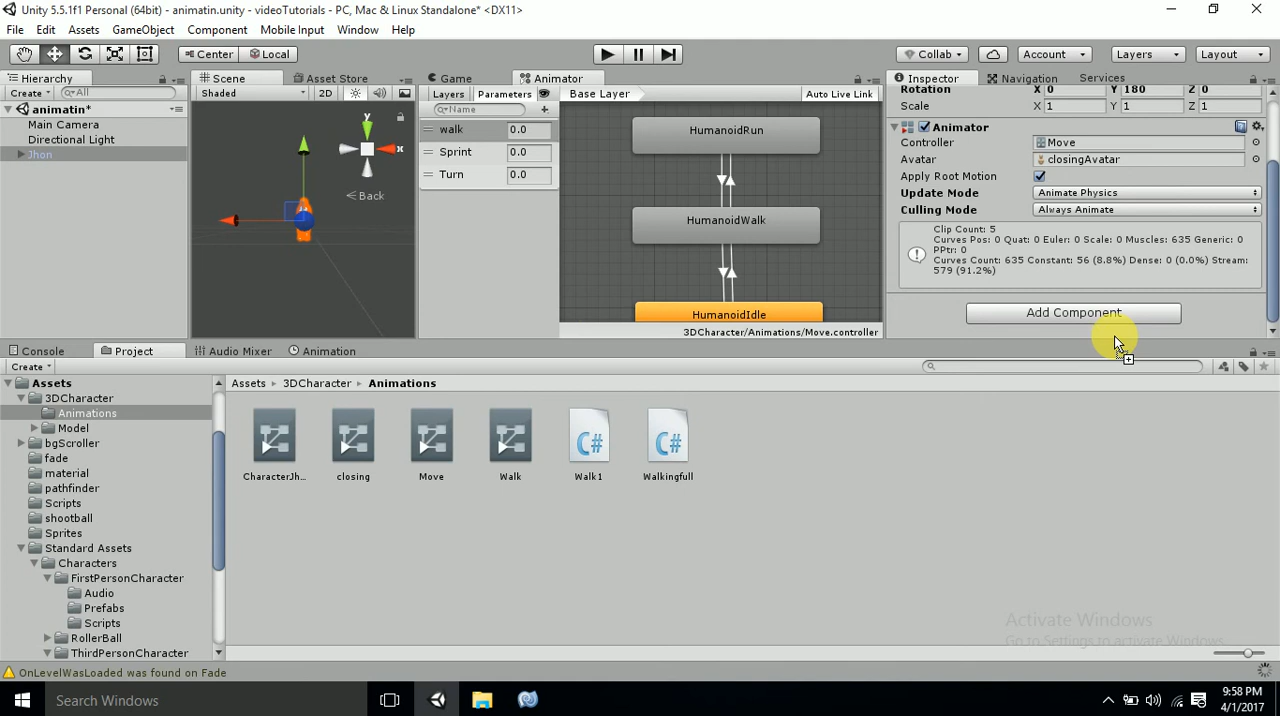 Unity 5.5.1f1 Personal (64bit) - animatin.unity - videoTutorials - PC, Mac & Linux Standalone* <DX11>
File Edit Assets GameObject Component Mobile Input Window Help
Center Local Collab Account Layers Layout
Hierarchy
Create All
animatin*
Main Camera
Directional Light
Jhon
Scene Asset Store
Shaded 2D
y
x
Back
Game Animator
Layers Parameters Base Layer Auto Live Link
Name
walk 0.0
Sprint 0.0
Turn 0.0
HumanoidRun
HumanoidWalk
HumanoidIdle
3DCharacter/Animations/Move.controller
Inspector Navigation Services
Rotation X 0 Y 180 Z 0
Scale X 1 Y 1 Z 1
Animator
Controller Move
Avatar closingAvatar
Apply Root Motion
Update Mode Animate Physics
Culling Mode Always Animate
Clip Count: 5
Curves Pos: 0 Quat: 0 Euler: 0 Scale: 0 Muscles: 635 Generic: 0
PPtr: 0
Curves Count: 635 Constant: 56 (8.8%) Dense: 0 (0.0%) Stream:
579 (91.2%)
Add Component
Console Project Audio Mixer Animation
Create
Assets
3DCharacter
Animations
Model
bgScroller
fade
material
pathfinder
Scripts
shootball
Sprites
Standard Assets
Characters
FirstPersonCharacter
Audio
Prefabs
Scripts
RollerBall
ThirdPersonCharacter
Assets 3DCharacter Animations
C# C#
CharacterJh... closing Move Walk Walk1 Walkingfull
Activate Windows
Go to Settings to activate Windows.
OnLevelWasLoaded was found on Fade
Search Windows
9:58 PM
4/1/2017